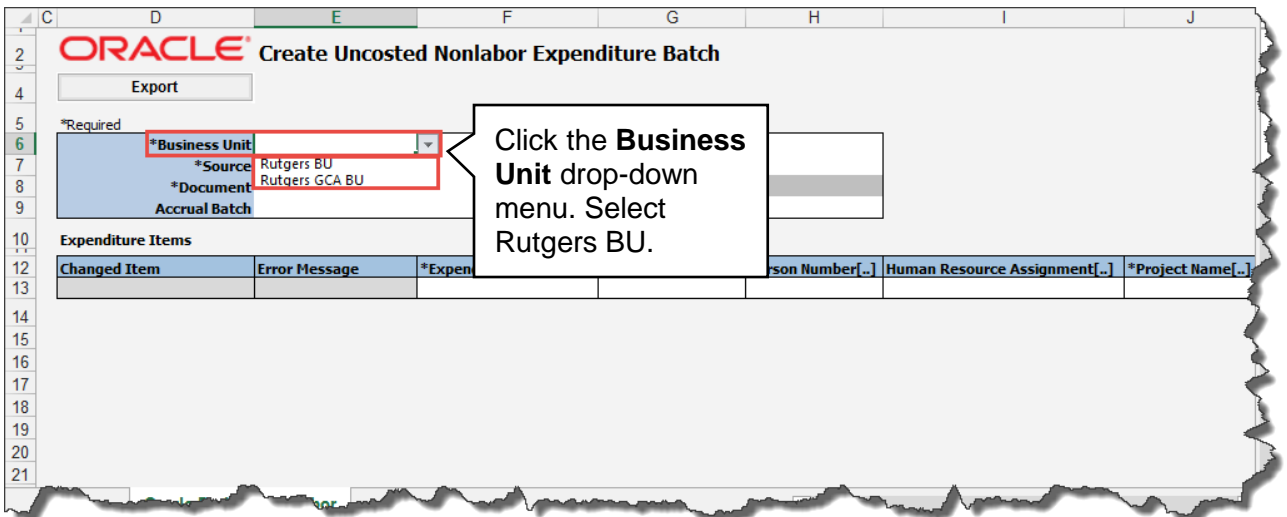 C D E F G H I J
2 ORACLE® Create Uncosted Nonlabor Expenditure Batch
4 Export
5 *Required
6 *Business Unit
7 *Source Rutgers BU
8 *Document Rutgers GCA BU
9 Accrual Batch
Click the Business
Unit drop-down
menu. Select
Rutgers BU.
10 Expenditure Items
12 Changed Item Error Message Number[..] Human Resource Assignment[..] *Project Name[..]
13
14
15
16
17
18
19
20
21